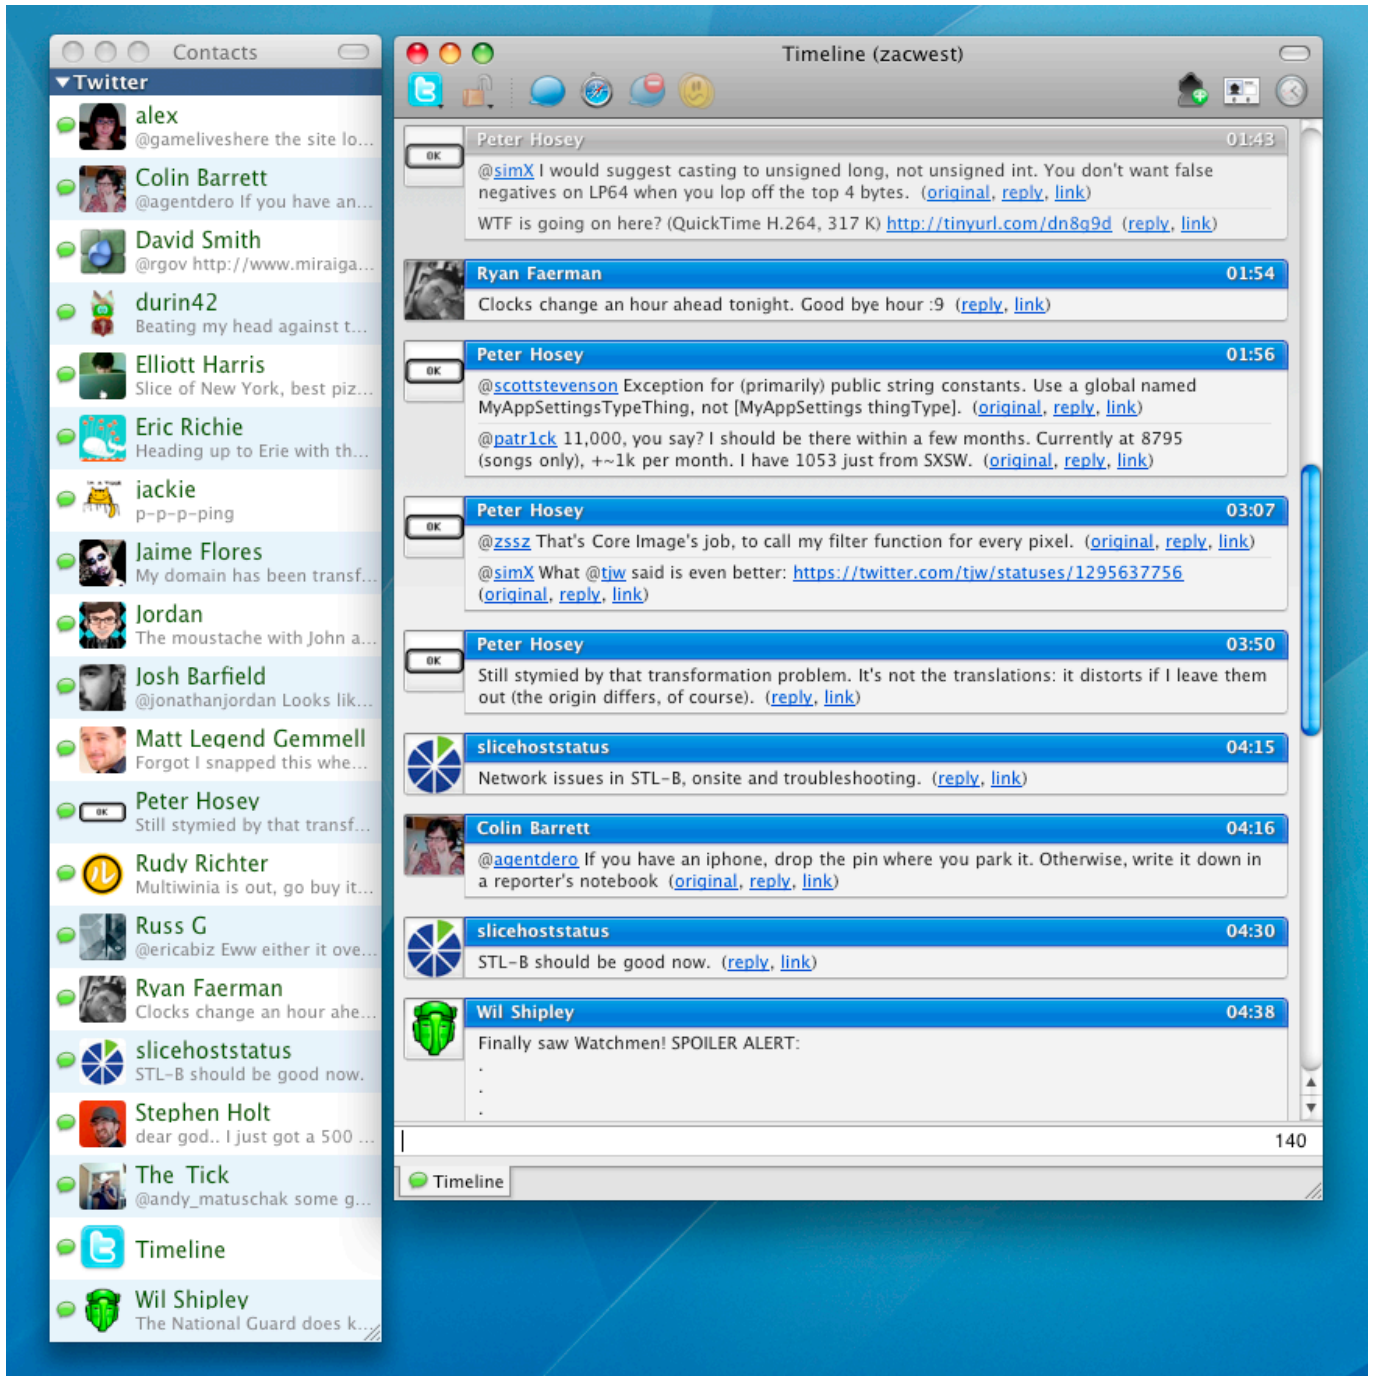 Contacts
Twitter
alex
@gameliveshere the site lo...
Colin Barrett
@agentdero If you have an...
David Smith
@rgov http://www.miraiga...
durin42
Beating my head against t...
Elliott Harris
Slice of New York, best piz...
Eric Richie
Heading up to Erie with th...
jackie
p-p-p-ping
Jaime Flores
My domain has been transf...
Jordan
The moustache with John a...
Josh Barfield
@jonathanjordan Looks lik...
Matt Legend Gemmell
Forgot I snapped this whe...
OK
Peter Hosey
Still stymied by that transf...
Rudy Richter
Multiwinia is out, go buy it...
Russ G
@ericabiz Eww either it ove...
Ryan Faerman
Clocks change an hour ahe...
slicehoststatus
STL-B should be good now.
Stephen Holt
dear god.. I just got a 500 ...
The Tick
@andy_matuschak some g...
Timeline
Wil Shipley
The National Guard does k...
Timeline (zacwest)
OK
Peter Hosey 01:43
@simX I would suggest casting to unsigned long, not unsigned int. You don't want false
negatives on LP64 when you lop off the top 4 bytes. (original, reply, link)
WTF is going on here? (QuickTime H.264, 317 K) http://tinyurl.com/dn8g9d (reply, link)
Ryan Faerman 01:54
Clocks change an hour ahead tonight. Good bye hour :9 (reply, link)
OK
Peter Hosey 01:56
@scottstevenson Exception for (primarily) public string constants. Use a global named
MyAppSettingsTypeThing, not [MyAppSettings thingType]. (original, reply, link)
@patr1ck 11,000, you say? I should be there within a few months. Currently at 8795
(songs only), +~1k per month. I have 1053 just from SXSW. (original, reply, link)
OK
Peter Hosey 03:07
@zssz That's Core Image's job, to call my filter function for every pixel. (original, reply, link)
@simX What @tjw said is even better: https://twitter.com/tjw/statuses/1295637756
(original, reply, link)
OK
Peter Hosey 03:50
Still stymied by that transformation problem. It's not the translations: it distorts if I leave them
out (the origin differs, of course). (reply, link)
slicehoststatus 04:15
Network issues in STL-B, onsite and troubleshooting. (reply, link)
Colin Barrett 04:16
@agentdero If you have an iphone, drop the pin where you park it. Otherwise, write it down in
a reporter's notebook (original, reply, link)
slicehoststatus 04:30
STL-B should be good now. (reply, link)
Wil Shipley 04:38
Finally saw Watchmen! SPOILER ALERT:
.
.
.
140
Timeline